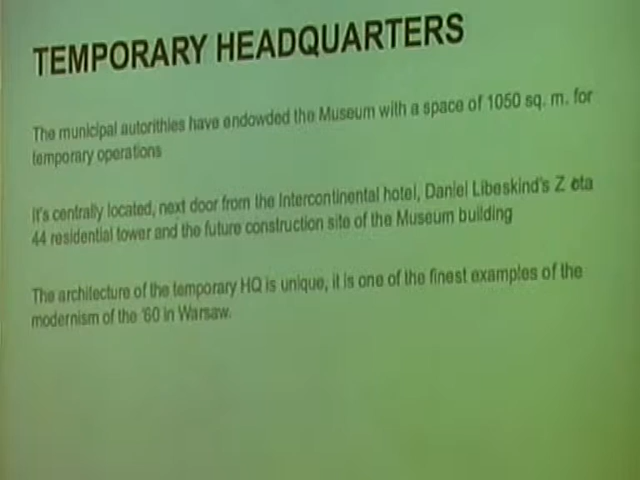 TEMPORARY HEADQUARTERS
The municipal autorithies have endowded the Museum with a space of 1050 sq. m. for
temporary operations
It's centrally located, next door from the Intercontinental hotel, Daniel Libeskind's Z ota
44 residential tower and the future construction site of the Museum building
The architecture of the temporary HQ is unique, it is one of the finest examples of the
modernism of the '60 in Warsaw.